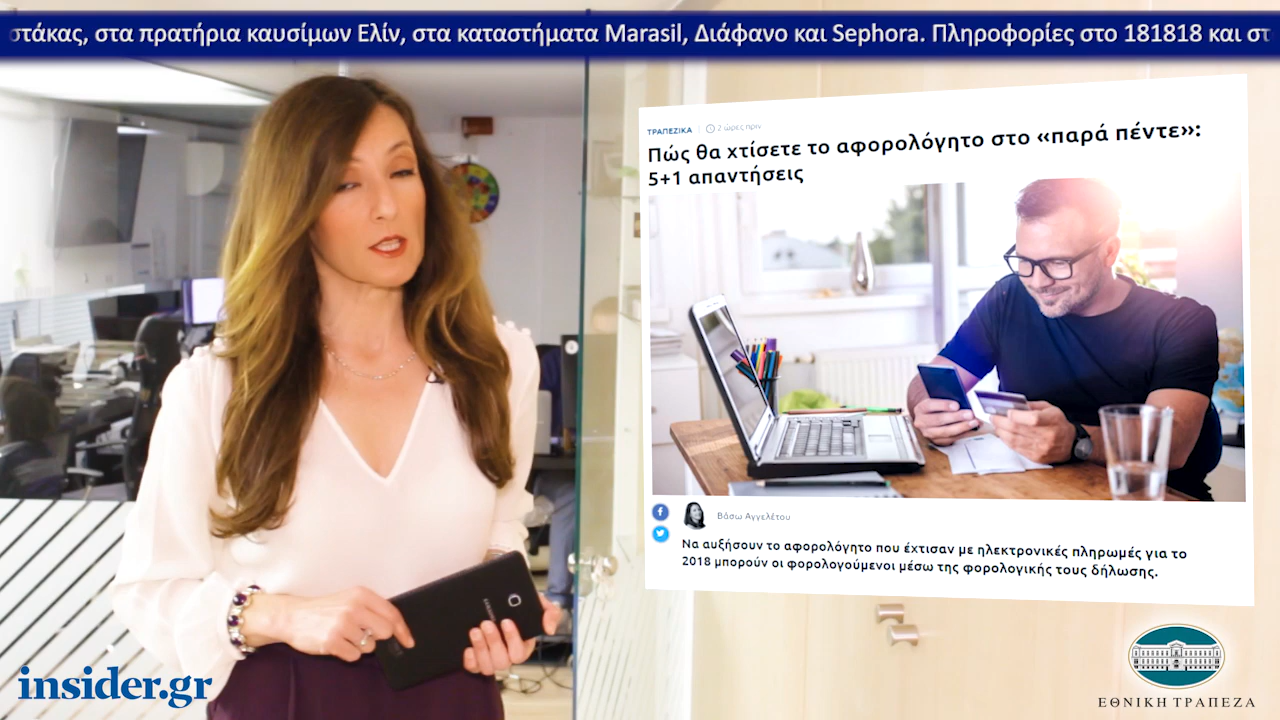 στάκας, στα πρατήρια καυσίμων Ελίν, στα καταστήματα Marasil, Διάφανο και Sephora. Πληροφορίες στο 181818 και στ
ΤΡΑΠΕΖΙΚΑ | 2 ώρες πριν
Πώς θα χτίσετε το αφορολόγητο στο «παρά πέντε»:
5+1 απαντήσεις
Βάσω Αγγελέτου
Να αυξήσουν το αφορολόγητο που έχτισαν με ηλεκτρονικές πληρωμές για το
2018 μπορούν οι φορολογούμενοι μέσω της φορολογικής τους δήλωσης.
SAMSUNG
insider.gr
ΕΘΝΙΚΗ ΤΡΑΠΕΖΑ